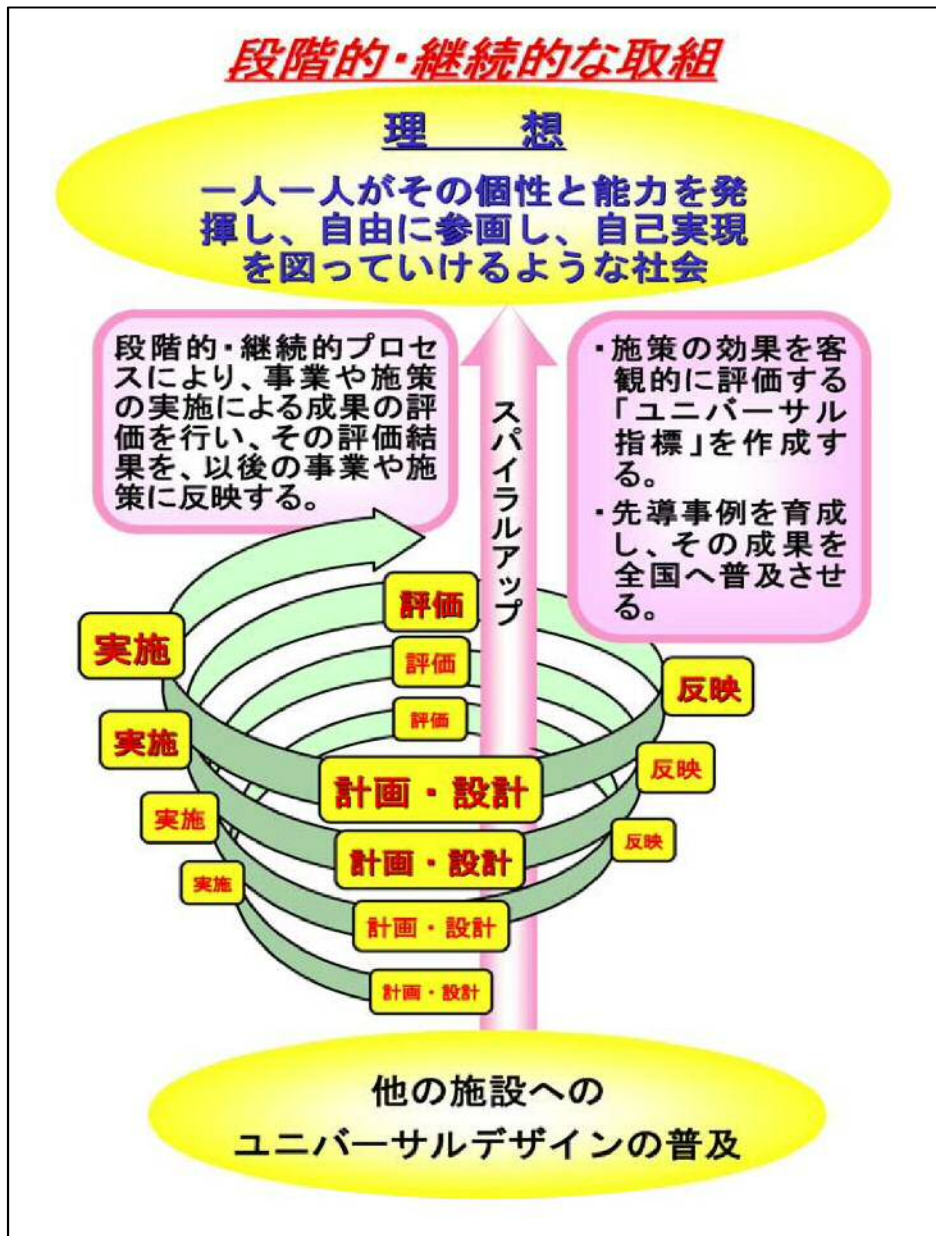 段階的・継続的な取組
理　想
一人一人がその個性と能力を発
揮し、自由に参画し、自己実現
を図っていけるような社会
段階的・継続的プロセ
スにより、事業や施策
の実施による成果の評
価を行い、その評価結
果を、以後の事業や施
策に反映する。
スパイラルアップ
・施策の効果を客
観的に評価する
「ユニバーサル
指標」を作成す
る。
・先導事例を育成
し、その成果を
全国へ普及させ
る。
評価
実施
評価
反映
評価
実施
反映
計画・設計
実施
反映
計画・設計
実施
計画・設計
計画・設計
他の施設への
ユニバーサルデザインの普及